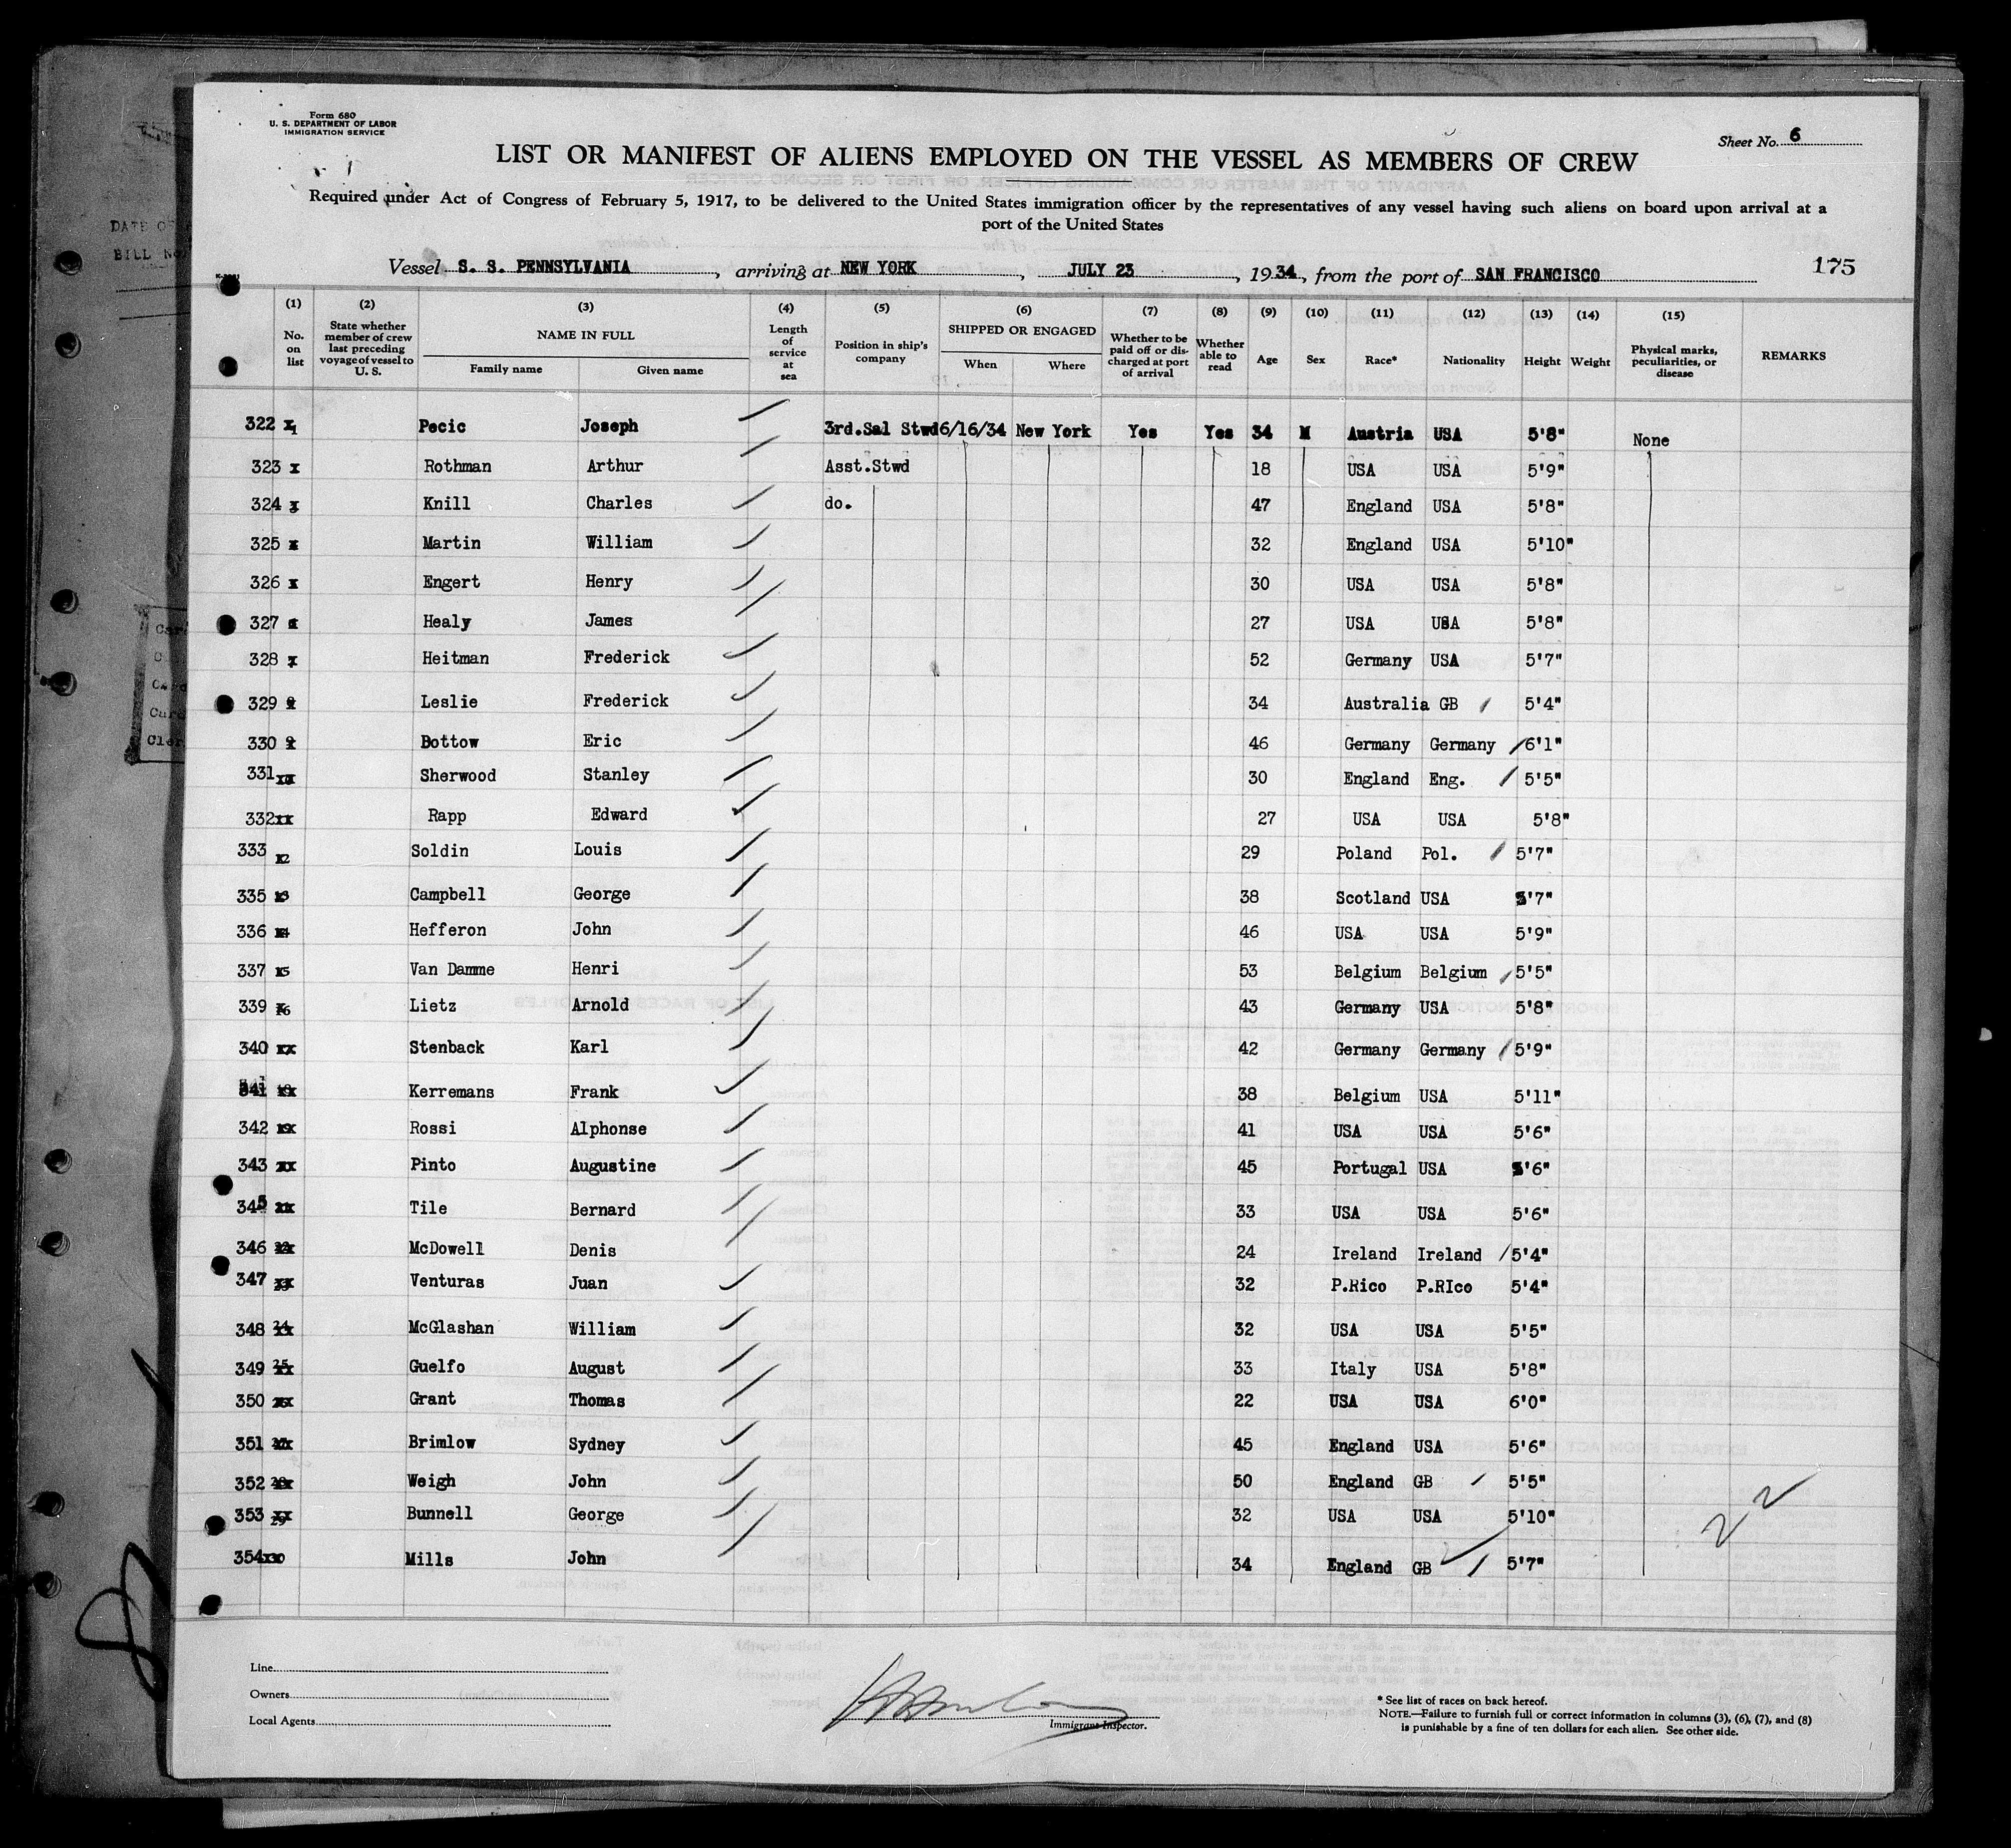 Form 680
U. S. DEPARTMENT OF LABOR
IMMIGRATION SERVICE
Sheet No. 6
LIST OR MANIFEST OF ALIENS EMPLOYED ON THE VESSEL AS MEMBERS OF CREW
Required under Act of Congress of February 5, 1917, to be delivered to the United States immigration officer by the representatives of any vessel having such aliens on board upon arrival at a
port of the United States
Vessel S. S. PENNSYLVANIA, arriving at NEW YORK, JULY 23, 1934, from the port of SAN FRANCISCO
175
(1) No. on list
(2) State whether member of crew last preceding voyage of vessel to U. S.
(3) NAME IN FULL Family name Given name
(4) Length of service at sea
(5) Position in ship's company
(6) SHIPPED OR ENGAGED When Where
(7) Whether to be paid off or discharged at port of arrival
(8) Whether able to read
(9) Age
(10) Sex
(11) Race*
(12) Nationality
(13) Height
(14) Weight
(15) Physical marks, peculiarities, or disease
REMARKS
322 1 Pecic Joseph 3rd.Sal Stwd 6/16/34 New York Yes Yes 34 M Austria USA 5'8" None
323 x Rothman Arthur Asst.Stwd 18 USA USA 5'9"
324 Knill Charles do. 47 England USA 5'8"
325 Martin William 32 England USA 5'10"
326 Engert Henry 30 USA USA 5'8"
327 Healy James 27 USA USA 5'8"
328 Heitman Frederick 52 Germany USA 5'7"
329 Leslie Frederick 34 Australia GB 5'4"
330 Bottow Eric 46 Germany Germany 6'1"
331 Sherwood Stanley 30 England Eng. 5'5"
332 Rapp Edward 27 USA USA 5'8"
333 12 Soldin Louis 29 Poland Pol. 5'7"
335 Campbell George 38 Scotland USA 5'7"
336 Hefferon John 46 USA USA 5'9"
337 15 Van Damme Henri 53 Belgium Belgium 5'5"
339 16 Lietz Arnold 43 Germany USA 5'8"
340 xx Stenback Karl 42 Germany Germany 5'9"
341 Kerremans Frank 38 Belgium USA 5'11"
342 Rossi Alphonse 41 USA USA 5'6"
343 Pinto Augustine 45 Portugal USA 5'6"
345 Tile Bernard 33 USA USA 5'6"
346 22 McDowell Denis 24 Ireland Ireland 5'4"
347 xx 23 Venturas Juan 32 P.Rico P.RIco 5'4"
348 24 xx McGlashan William 32 USA USA 5'5"
349 25 xx Guelfo August 33 Italy USA 5'8"
350 Grant Thomas 22 USA USA 6'0"
351 Brimlow Sydney 45 England USA 5'6"
352 28 Weigh John 50 England GB 5'5"
353 xx 29 Bunnell George 32 USA USA 5'10"
354 30 Mills John 34 England GB 5'7"
Line
Owners
Local Agents
Immigrant Inspector.
* See list of races on back hereof.
NOTE.—Failure to furnish full or correct information in columns (3), (6), (7), and (8)
is punishable by a fine of ten dollars for each alien. See other side.